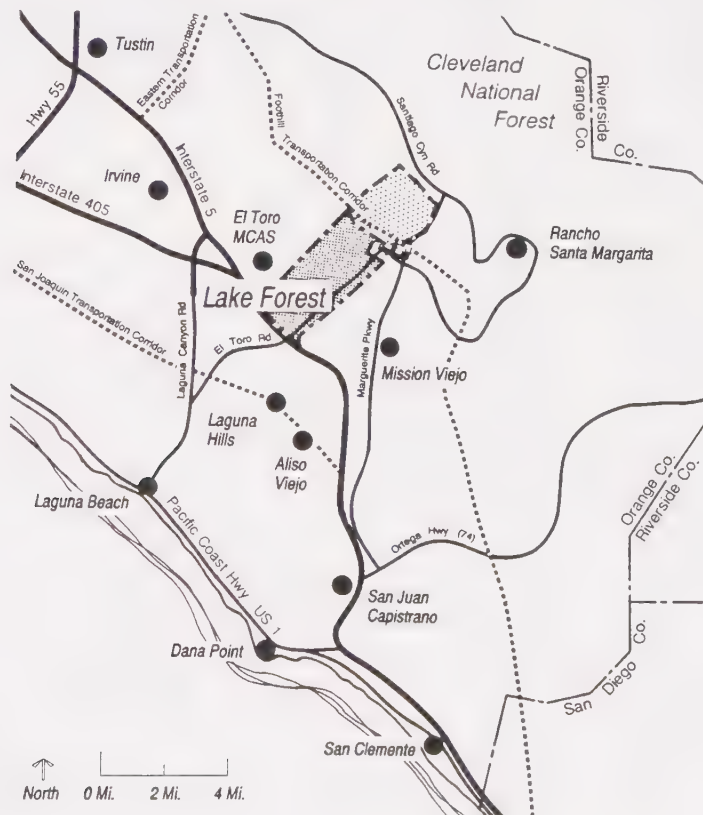 Tustin
Hwy 55
Eastern Transportation
Corridor
Cleveland
National
Forest
Riverside
Orange Co.
Co.
Foothill
Transportation Corridor
Santiago Cyn Rd
Irvine
Interstate 5
Interstate 405
El Toro
MCAS
Rancho
Santa Margarita
San Joaquin Transportation Corridor
Lake Forest
Laguna Canyon Rd
El Toro Rd
Marguerite Pkwy
Mission Viejo
Laguna
Hills
Aliso
Viejo
Laguna Beach
Pacific Coast Hwy US 1
Orange Co.
Riverside Co.
Ortega Hwy (74)
San Juan
Capistrano
Dana Point
San Diego Co.
San Clemente
North
0 Mi.
2 Mi.
4 Mi.